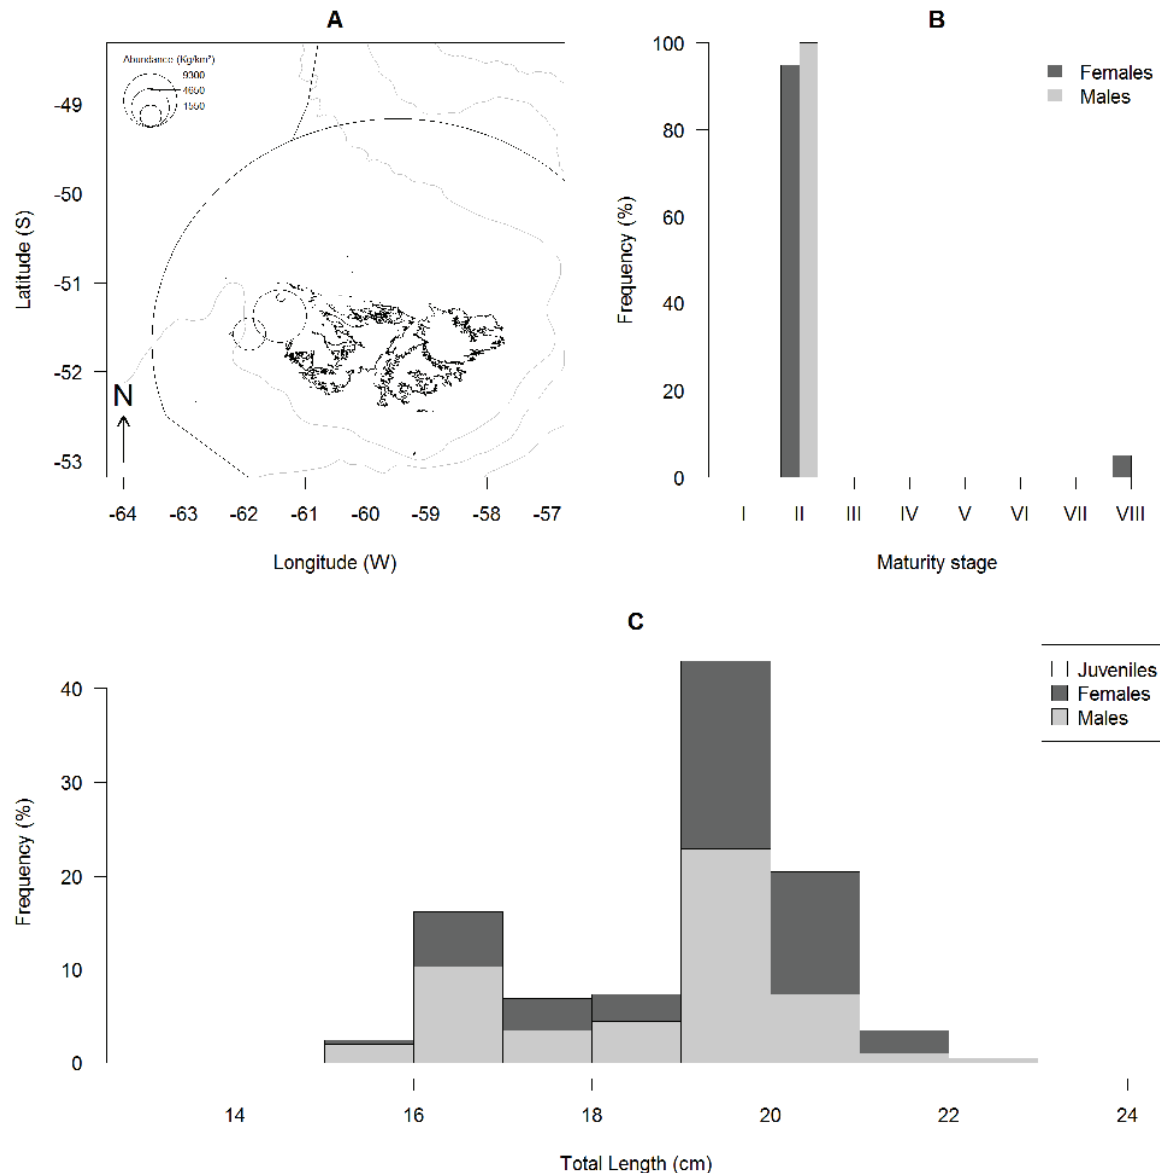 A
Abundance (Kg/km²)
9300
4650
1550
-49
-50
-51
-52
-53
Latitude (S)
N
-64 -63 -62 -61 -60 -59 -58 -57
Longitude (W)
B
100
80
60
40
20
0
Frequency (%)
Females
Males
I II III IV V VI VII VIII
Maturity stage
C
40
30
20
10
0
Frequency (%)
Juveniles
Females
Males
14 16 18 20 22 24
Total Length (cm)